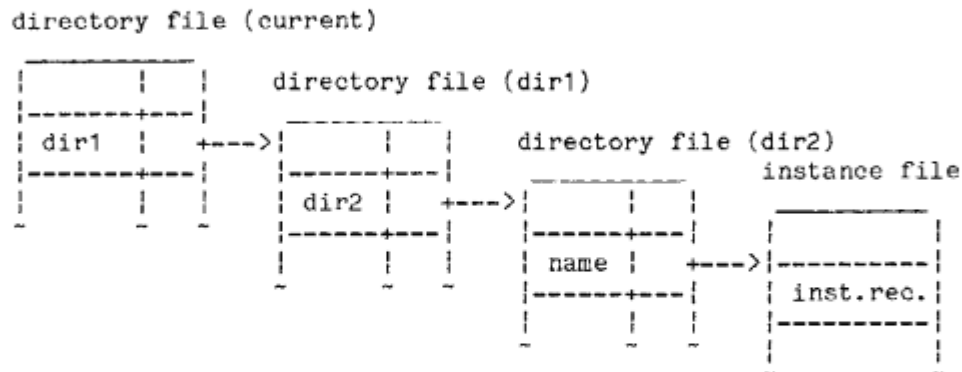 directory file (current)
directory file (dir1)
dir1
directory file (dir2)
instance file
dir2
name
inst.rec.